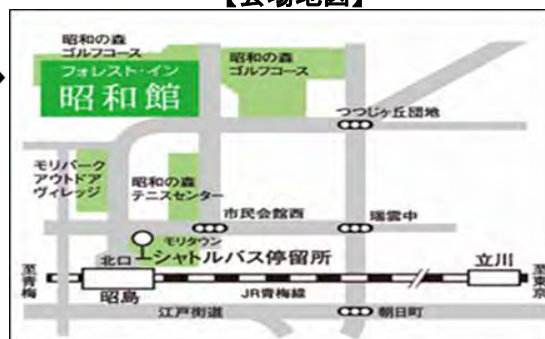 【会場地図】
昭和の森
ゴルフコース
フォレスト・イン
昭和館
昭和の森
ゴルフコース
つつじヶ丘団地
モリパーク
アウトドア
ヴィレッジ
昭和の森
テニスセンター
市民会館西
瑞雲中
モリタウン
北口
シャトルバス停留所
立川
至青梅
至東京
昭島
JR青梅線
江戸街道
朝日町